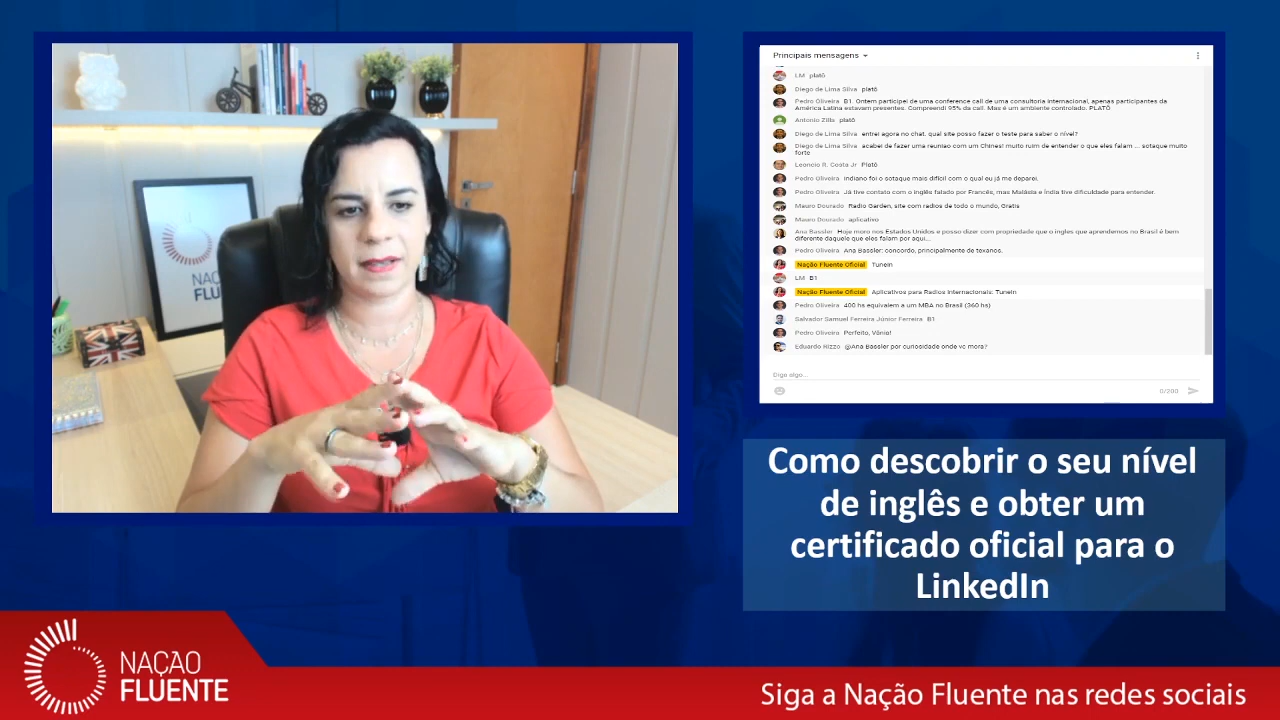 NAÇ
FLU
Principais mensagens
LM platô
Diego de Lima Silva platô
Pedro Oliveira B1. Ontem participei de uma conference call de uma consultoria internacional, apenas participantes da
América Latina estavam presentes. Compreendi 95% da call. Mas é um ambiente controlado. PLATÔ
Antonio Zilis platô
Diego de Lima Silva entrei agora no chat. qual site posso fazer o teste para saber o nível?
Diego de Lima Silva acabei de fazer uma reuniao com um Chines! muito ruim de entender o que eles falam ... sotaque muito
forte
Leoncio R. Costa Jr Platô
Pedro Oliveira Indiano foi o sotaque mais difícil com o qual eu já me deparei.
Pedro Oliveira Já tive contato com o inglês falado por Francês, mas Malásia e Índia tive dificuldade para entender.
Mauro Dourado Radio Garden, site com radios de todo o mundo, Gratis
Mauro Dourado aplicativo
Ana Bassler Hoje moro nos Estados Unidos e posso dizer com propriedade que o ingles que aprendemos no Brasil é bem
diferente daquele que eles falam por aqui...
Pedro Oliveira Ana Bassler: concordo, principalmente de texanos.
Nação Fluente Oficial Tunein
LM B1
Nação Fluente Oficial Aplicativos para Radios Internacionais: Tunein
Pedro Oliveira 400 hs equivalem a um MBA no Brasil (360 hs)
Salvador Samuel Ferreira Júnior Ferreira B1
Pedro Oliveira Perfeito, Vânia!
Eduardo Rizzo @Ana Bassler por curiosidade onde vc mora?
Diga algo...
0/200
Como descobrir o seu nível
de inglês e obter um
certificado oficial para o
LinkedIn
NAÇÃO
FLUENTE
Siga a Nação Fluente nas redes sociais